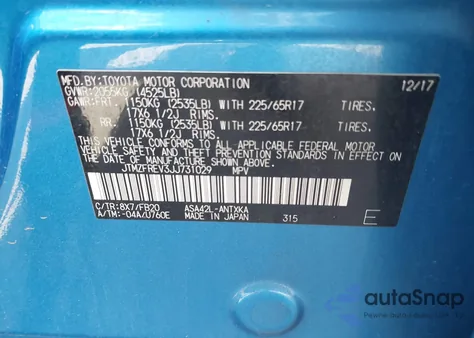 MFD.BY:TOYOTA MOTOR CORPORATION 12/17
GVWR:2055KG (4525LB)
GAWR:FRT. 1150KG (2535LB) WITH 225/65R17 TIRES.
17X6 1/2J RIMS.
RR. 1150KG (2535LB) WITH 225/65R17 TIRES.
17X6 1/2J RIMS.
THIS VEHICLE CONFORMS TO ALL APPLICABLE FEDERAL MOTOR
VEHICLE SAFETY AND THEFT PREVENTION STANDARDS IN EFFECT
ON THE DATE OF MANUFACTURE SHOWN ABOVE.
JTMZFREV3JJ731029 MPV
C/TR:8X7/FB20 ASA42L-ANTXKA
A/TM:-04A/U760E MADE IN JAPAN 315 E
autoSnap